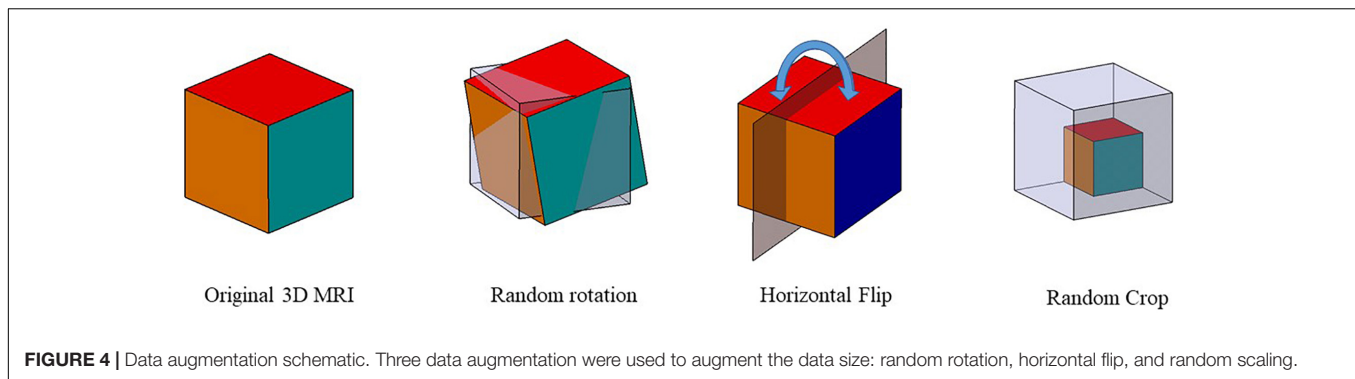 Original 3D MRI
Random rotation
Horizontal Flip
Random Crop
FIGURE 4 | Data augmentation schematic. Three data augmentation were used to augment the data size: random rotation, horizontal flip, and random scaling.